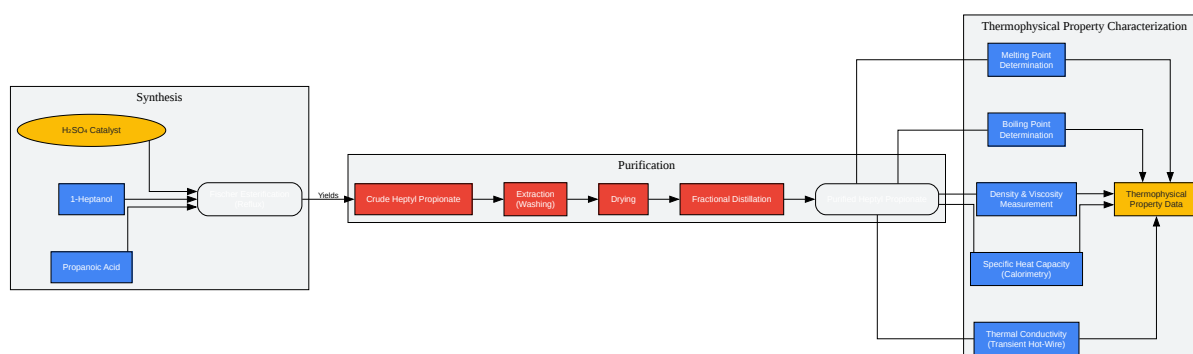 Synthesis
H₂SO₄ Catalyst
1-Heptanol
Propanoic Acid
Yields
Purification
Crude Heptyl Propionate
Extraction
(Washing)
Drying
Fractional Distillation
Thermophysical Property Characterization
Melting Point
Determination
Boiling Point
Determination
Density & Viscosity
Measurement
Specific Heat Capacity
(Calorimetry)
Thermal Conductivity
(Transient Hot-Wire)
Thermophysical
Property Data